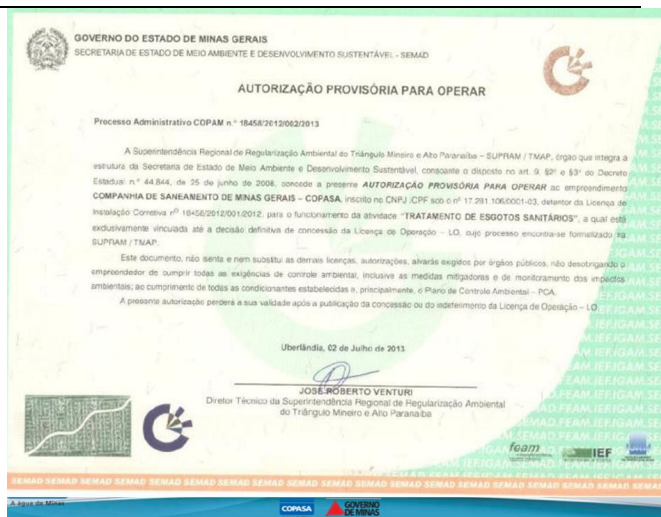 GOVERNO DO ESTADO DE MINAS GERAIS
SECRETARIA DE ESTADO DE MEIO AMBIENTE E DESENVOLVIMENTO SUSTENTÁVEL - SEMAD
AUTORIZAÇÃO PROVISÓRIA PARA OPERAR
Processo Administrativo COPAM n.º 18458/2012/002/2013
A Superintendência Regional de Regularização Ambiental do Triângulo Mineiro e Alto Paranaíba – SUPRAM / TMAP, órgão que integra a
estrutura da Secretaria de Estado de Meio Ambiente e Desenvolvimento Sustentável, consoante o disposto no art. 9, §2º e §3º do Decreto
Estadual n.º 44.844, de 25 de junho de 2008, concede a presente AUTORIZAÇÃO PROVISÓRIA PARA OPERAR ao empreendimento
COMPANHIA DE SANEAMENTO DE MINAS GERAIS – COPASA, inscrito no CNPJ /CPF sob o nº 17.281.106/0001-03, detentor da Licença de
Instalação Corretiva nº 18458/2012/001/2012, para o funcionamento da atividade "TRATAMENTO DE ESGOTOS SANITÁRIOS", a qual está
exclusivamente vinculada até a decisão definitiva de concessão da Licença de Operação – LO, cujo processo encontra-se formalizado na
SUPRAM / TMAP.
Este documento, não isenta e nem substitui as demais licenças, autorizações, alvarás exigidos por órgãos públicos, não desobrigando o
empreendedor de cumprir todas as exigências de controle ambiental, inclusive as medidas mitigadoras e de monitoramento dos impactos
ambientais; ao cumprimento de todas as condicionantes estabelecidas e, principalmente, o Plano de Controle Ambiental – PCA.
A presente autorização perderá a sua validade após a publicação da concessão ou do indeferimento da Licença de Operação – LO.
Uberlândia, 02 de Julho de 2013
JOSÉ ROBERTO VENTURI
Diretor Técnico da Superintendência Regional de Regularização Ambiental
do Triângulo Mineiro e Alto Paranaíba
feam
IEF
SEMAD SEMAD SEMAD SEMAD SEMAD SEMAD SEMAD SEMAD SEMAD SEMAD SEMAD SEMAD SEMAD
A água de Minas
COPASA
GOVERNO
DE MINAS